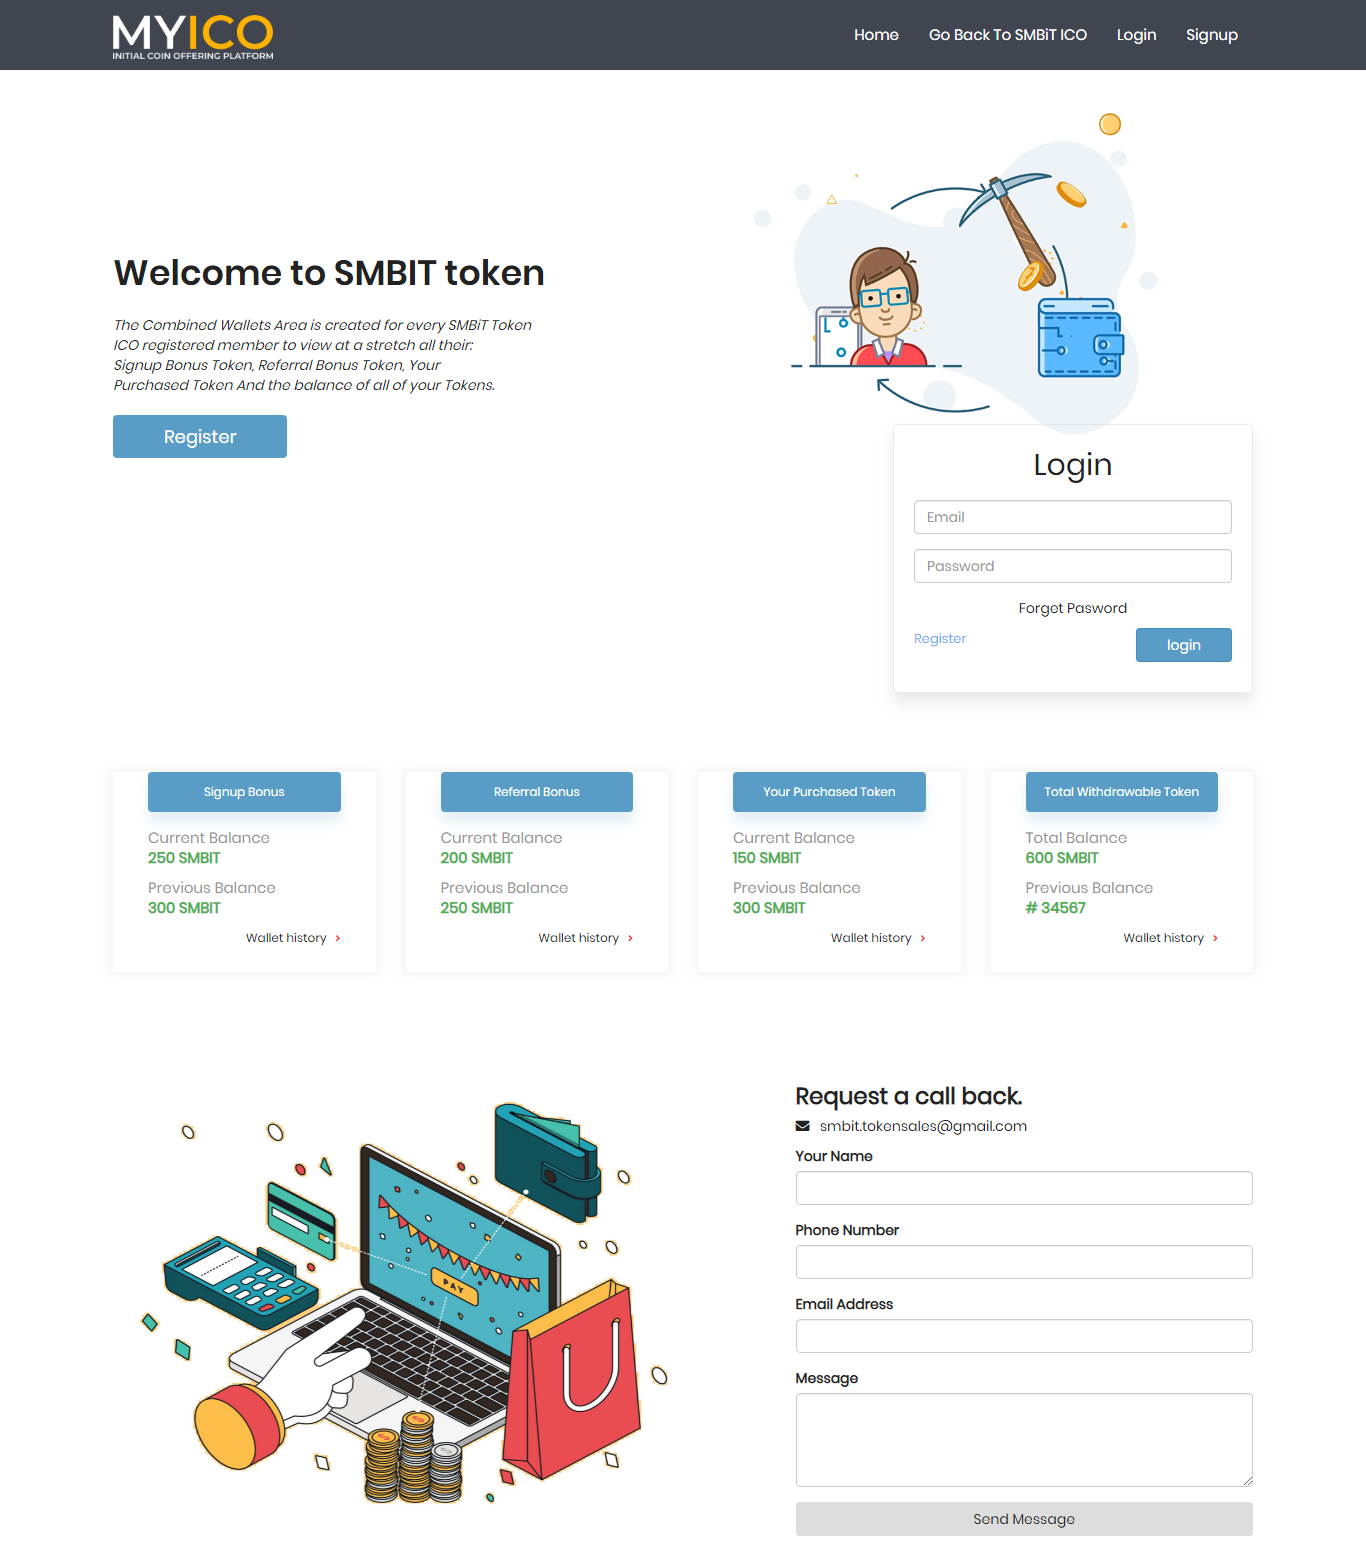 MYICO
INITIAL COIN OFFERING PLATFORM
Home
Go Back To SMBiT ICO
Login
Signup
Welcome to SMBIT token
The Combined Wallets Area is created for every SMBiT Token
ICO registered member to view at a stretch all their:
Signup Bonus Token, Referral Bonus Token, Your
Purchased Token And the balance of all of your Tokens.
Register
Login
Email
Password
Forget Pasword
Register
login
Signup Bonus
Current Balance
250 SMBIT
Previous Balance
300 SMBIT
Wallet history
Referral Bonus
Current Balance
200 SMBIT
Previous Balance
250 SMBIT
Wallet history
Your Purchased Token
Current Balance
150 SMBIT
Previous Balance
300 SMBIT
Wallet history
Total Withdrawable Token
Total Balance
600 SMBIT
Previous Balance
# 34567
Wallet history
PAY
Request a call back.
smbit.tokensales@gmail.com
Your Name
Phone Number
Email Address
Message
Send Message